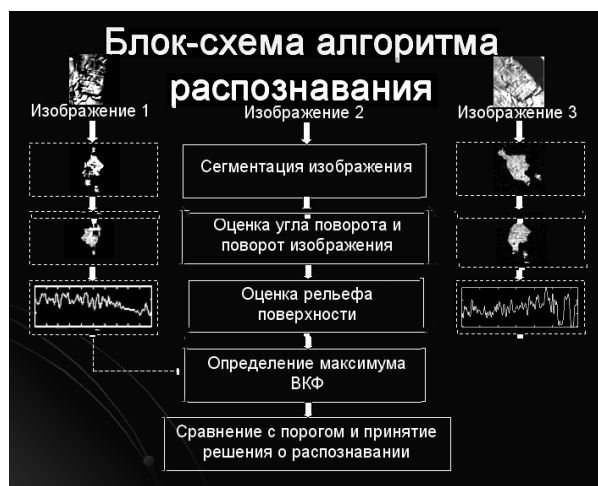 Блок-схема алгоритма
распознавания
Изображение 1
Изображение 2
Изображение 3
Сегментация изображения
Оценка угла поворота и
поворот изображения
Оценка рельефа
поверхности
Определение максимума
ВКФ
Сравнение с порогом и принятие
решения о распознавании